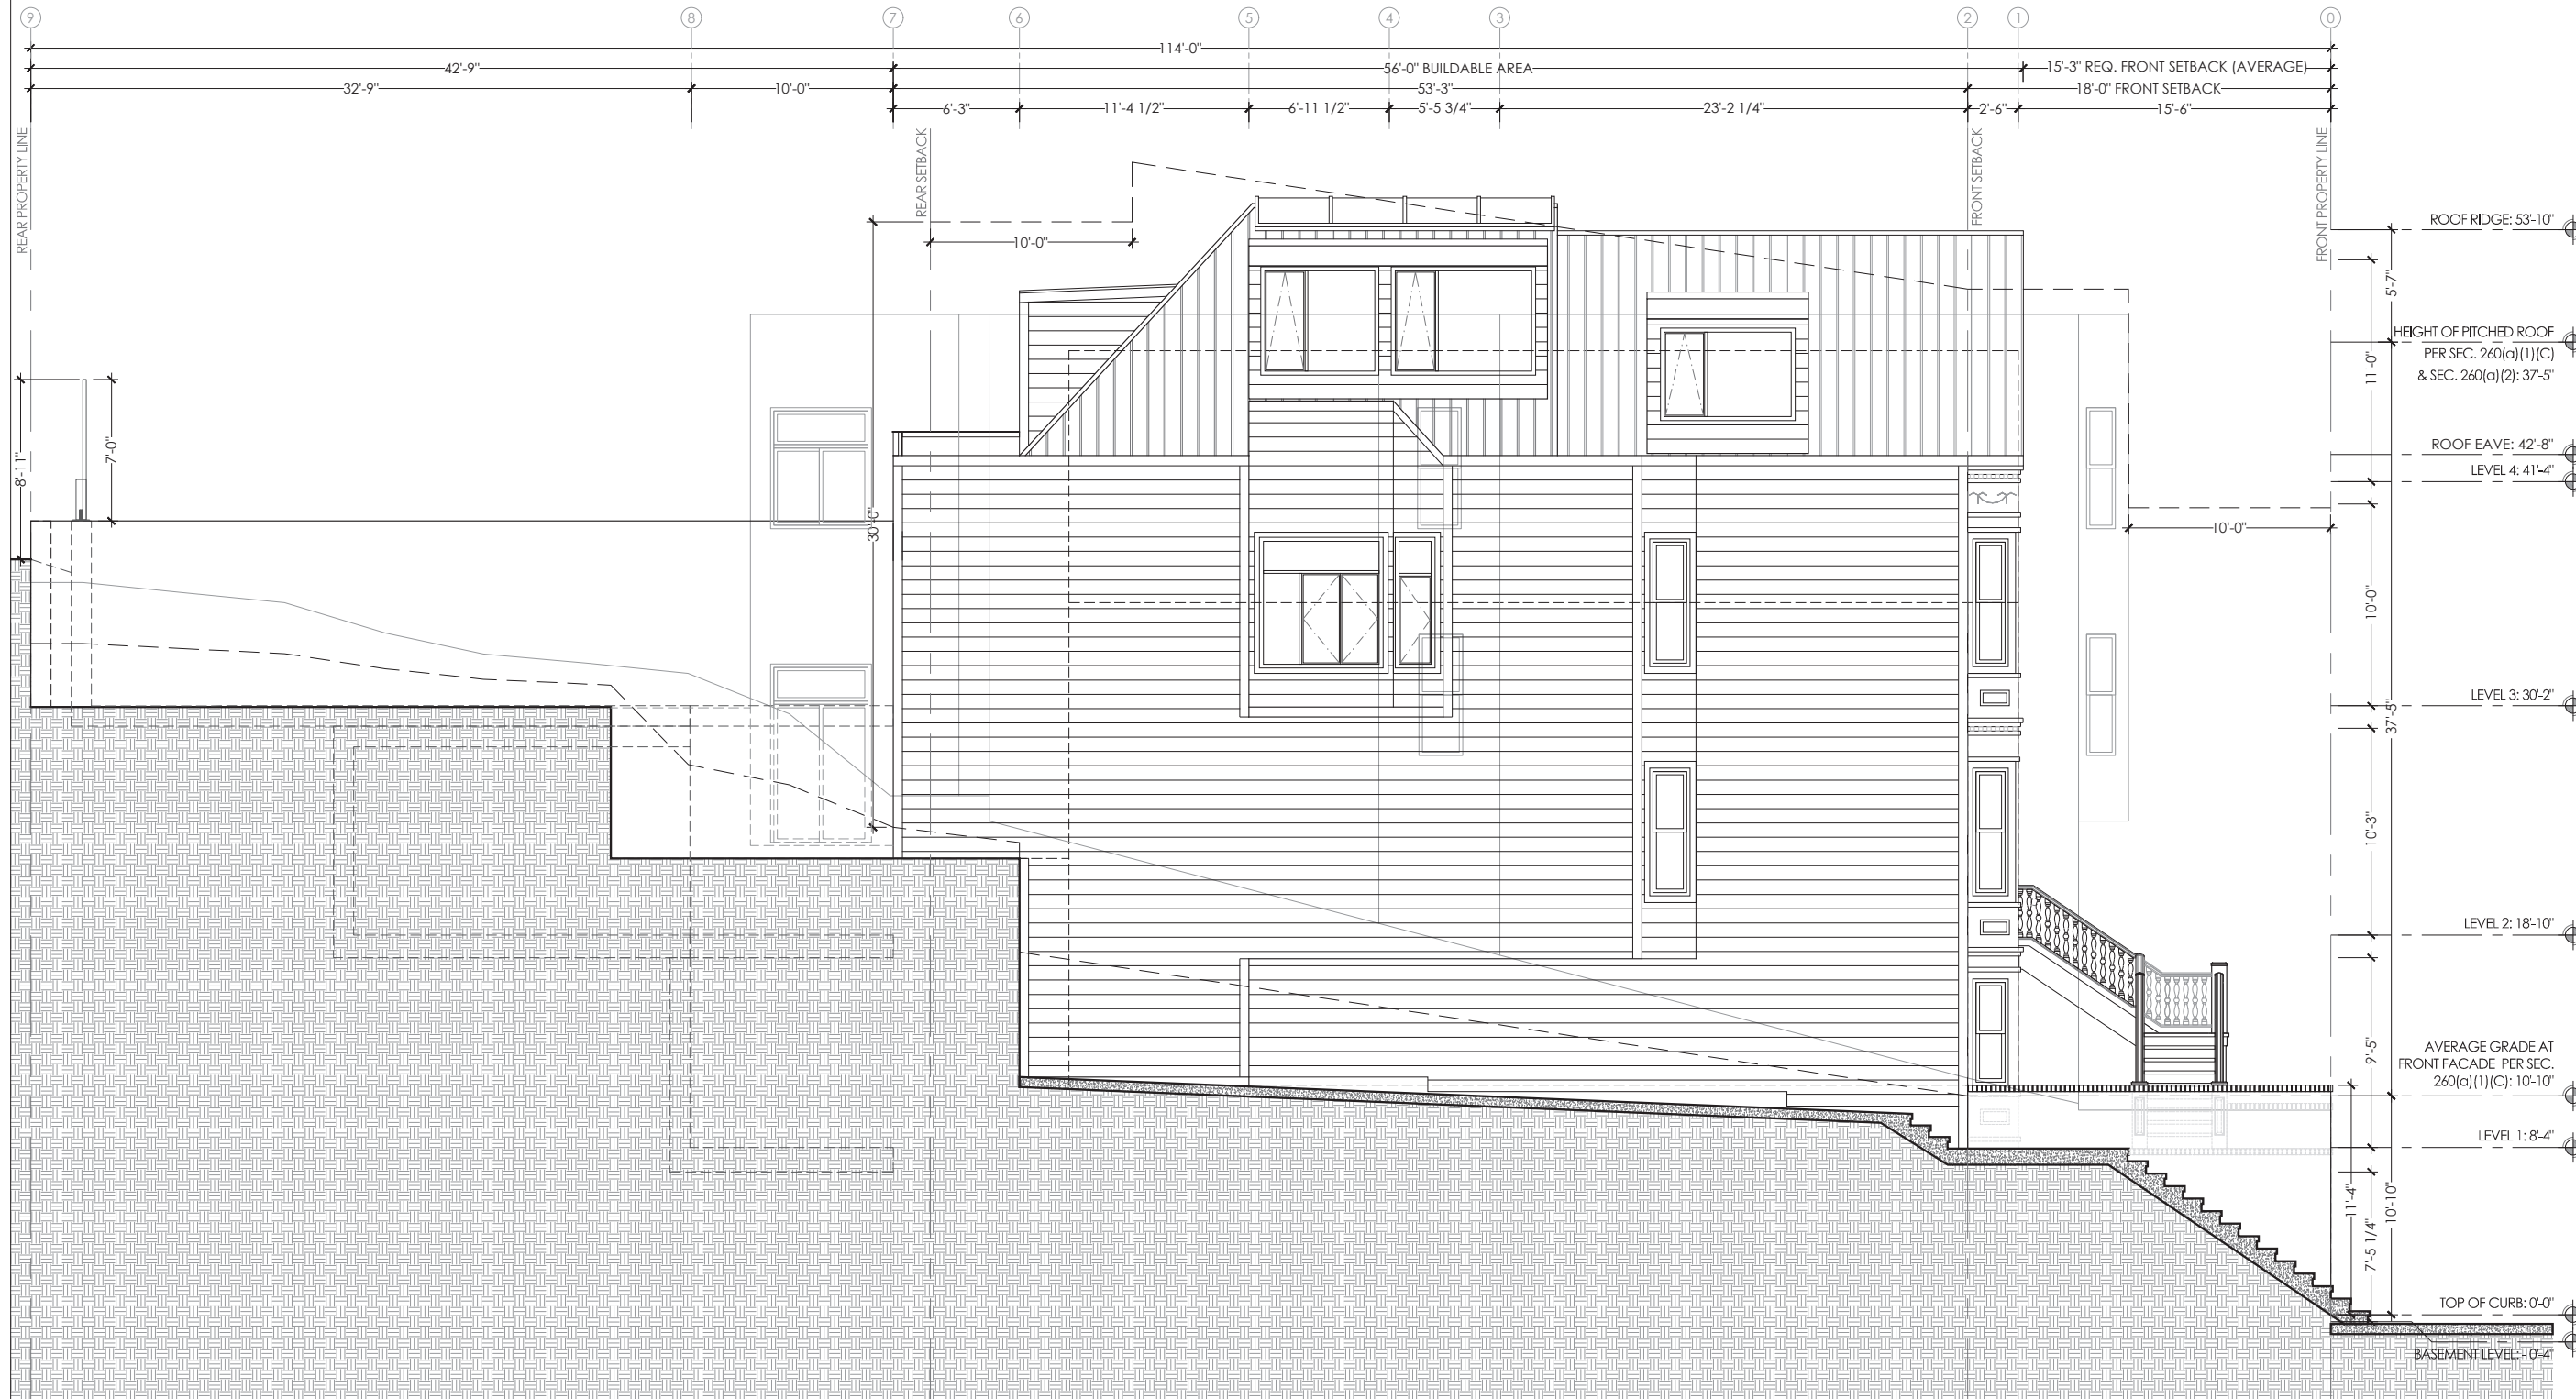 9 8 7 6 5 4 3 2 1 0
114'-0"
42'-9" 56'-0" BUILDABLE AREA 15'-3" REQ. FRONT SETBACK (AVERAGE)
32'-9" 10'-0" 53'-3" 18'-0" FRONT SETBACK
6'-3" 11'-4 1/2" 6'-11 1/2" 5'-5 3/4" 23'-2 1/4" 2'-6" 15'-6"
REAR PROPERTY LINE
REAR SETBACK
FRONT SETBACK
FRONT PROPERTY LINE
10'-0"
30'-0"
8'-11"
7'-0"
10'-0"
5'-7"
11'-0"
10'-0"
37'-5"
10'-3"
9'-5"
11'-4"
7'-5 1/4"
10'-10"
ROOF RIDGE: 53'-10"
HEIGHT OF PITCHED ROOF
PER SEC. 260(a)(1)(C)
& SEC. 260(a)(2): 37'-5"
ROOF EAVE: 42'-8"
LEVEL 4: 41'-4"
LEVEL 3: 30'-2"
LEVEL 2: 18'-10"
AVERAGE GRADE AT
FRONT FACADE PER SEC.
260(a)(1)(C): 10'-10"
LEVEL 1: 8'-4"
TOP OF CURB: 0'-0"
BASEMENT LEVEL: - 0'-4"